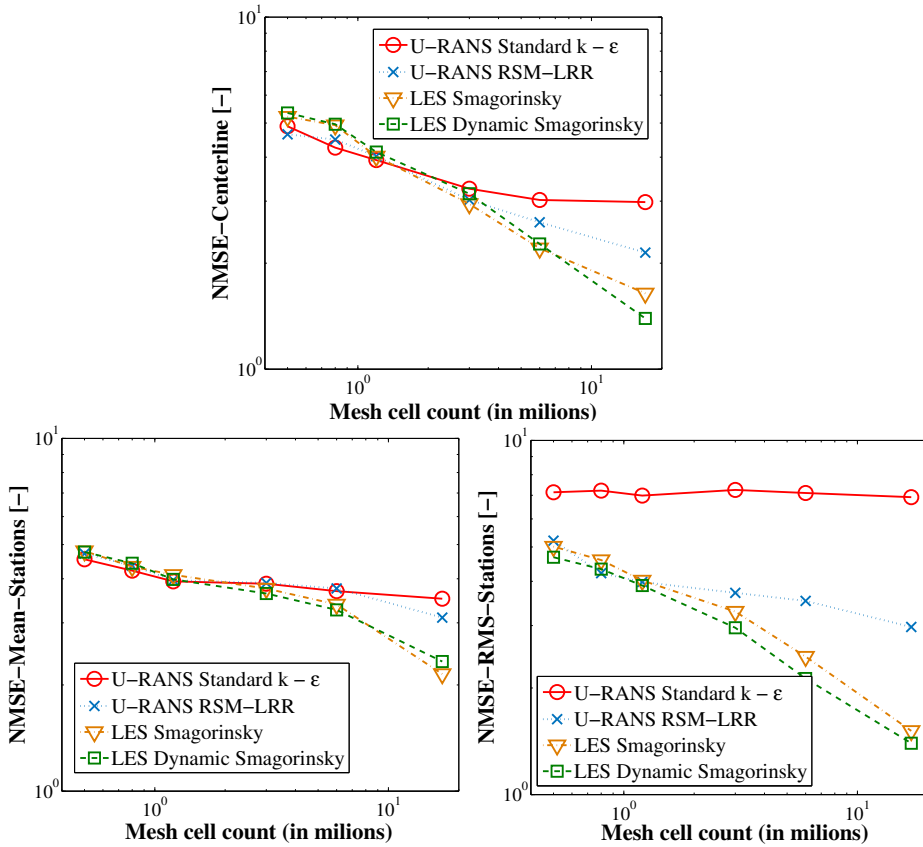 10^1
NMSE−Centerline [−]
U−RANS Standard k − ε
U−RANS RSM−LRR
LES Smagorinsky
LES Dynamic Smagorinsky
10^0
10^0
10^1
Mesh cell count (in milions)
10^1
NMSE−Mean−Stations [−]
U−RANS Standard k − ε
U−RANS RSM−LRR
LES Smagorinsky
LES Dynamic Smagorinsky
10^0
10^0
10^1
Mesh cell count (in milions)
10^1
NMSE−RMS−Stations [−]
U−RANS Standard k − ε
U−RANS RSM−LRR
LES Smagorinsky
LES Dynamic Smagorinsky
10^0
10^0
10^1
Mesh cell count (in milions)